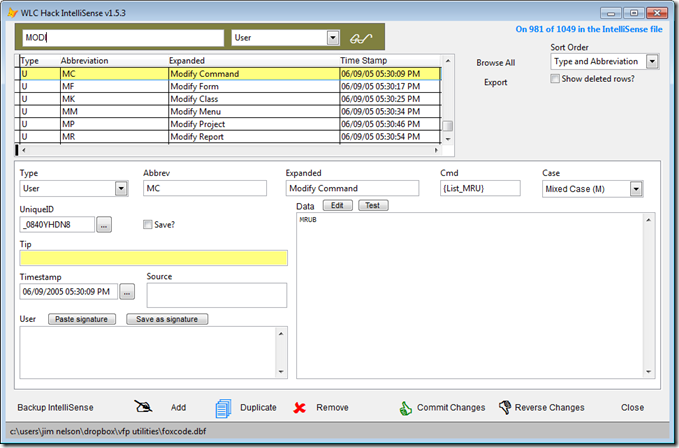 WLC Hack IntelliSense v1.5.3
MODI
User
On 981 of 1049 in the IntelliSense file
Browse All
Export
Sort Order
Type and Abbreviation
Show deleted rows?
Type Abbreviation Expanded Time Stamp
U MC Modify Command 06/09/05 05:30:09 PM
U MF Modify Form 06/09/05 05:30:17 PM
U MK Modify Class 06/09/05 05:30:25 PM
U MM Modify Menu 06/09/05 05:30:34 PM
U MP Modify Project 06/09/05 05:30:46 PM
U MR Modify Report 06/09/05 05:30:54 PM
Type Abbrev Expanded Cmd Case
User MC Modify Command {List_MRU} Mixed Case (M)
UniqueID
_0840YHDN8 ...
Save?
Data Edit Test
MRUB
Tip
Timestamp Source
06/09/2005 05:30:09 PM ...
User Paste signature Save as signature
Backup IntelliSense Add Duplicate Remove Commit Changes Reverse Changes Close
c:\users\jim nelson\dropbox\vfp utilities\foxcode.dbf